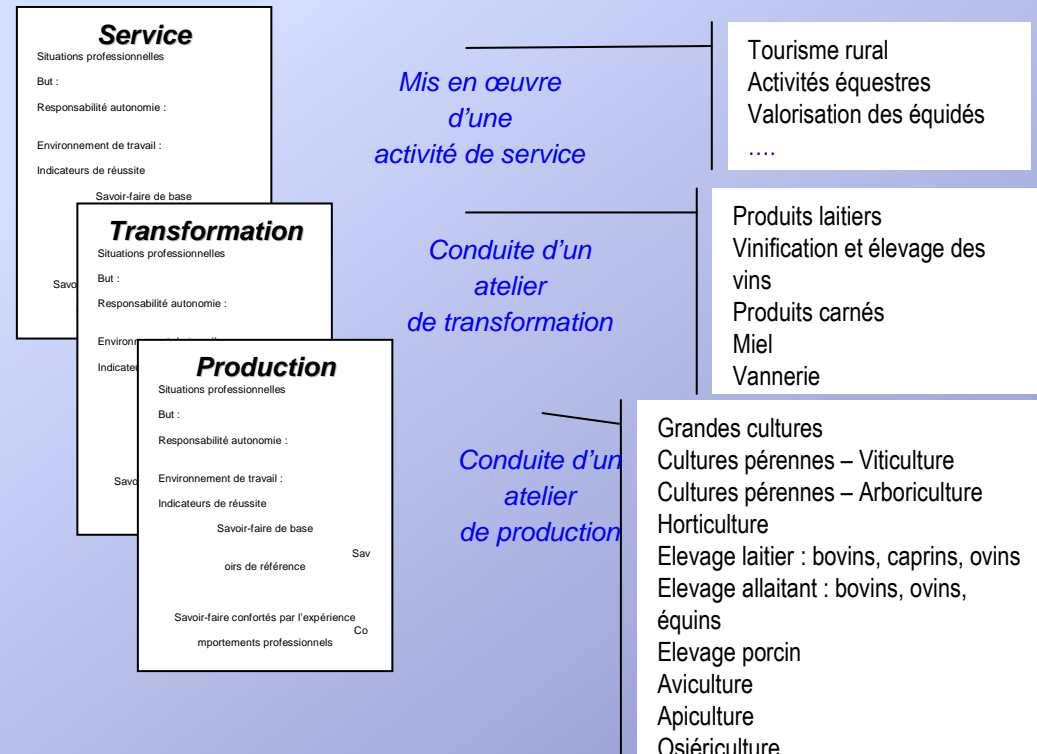 Service
Situations professionnelles
But :
Responsabilité autonomie :
Environnement de travail :
Indicateurs de réussite
Savoir-faire de base
Savo
Transformation
Situations professionnelles
But :
Responsabilité autonomie :
Environn
Indicate
Savo
Production
Situations professionnelles
But :
Responsabilité autonomie :
Environnement de travail :
Indicateurs de réussite
Savoir-faire de base
Sav
oirs de référence
Savoir-faire confortés par l'expérience
Co
mportements professionnels
Mis en œuvre
d'une
activité de service
Tourisme rural
Activités équestres
Valorisation des équidés
….
Conduite d'un
atelier
de transformation
Produits laitiers
Vinification et élevage des
vins
Produits carnés
Miel
Vannerie
Conduite d'un
atelier
de production
Grandes cultures
Cultures pérennes – Viticulture
Cultures pérennes – Arboriculture
Horticulture
Elevage laitier : bovins, caprins, ovins
Elevage allaitant : bovins, ovins,
équins
Elevage porcin
Aviculture
Apiculture
Osiériculture